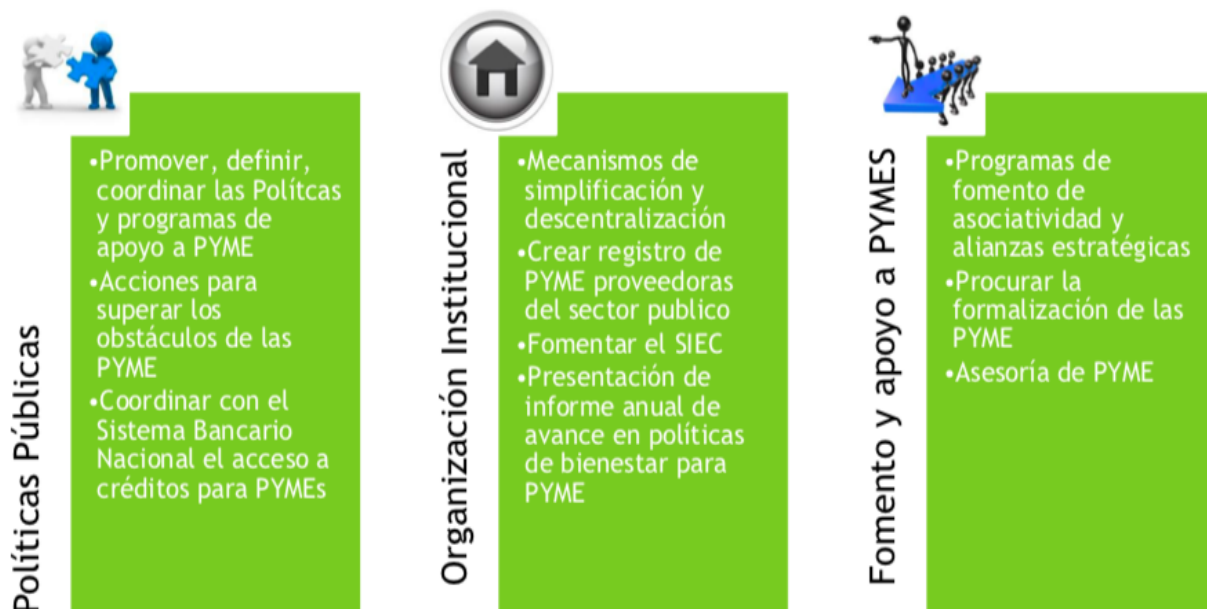 Políticas Públicas
•Promover, definir,
coordinar las Polítcas
y programas de
apoyo a PYME
•Acciones para
superar los
obstáculos de las
PYME
•Coordinar con el
Sistema Bancario
Nacional el acceso a
créditos para PYMEs
Organización Institucional
•Mecanismos de
simplificación y
descentralización
•Crear registro de
PYME proveedoras
del sector publico
•Fomentar el SIEC
•Presentación de
informe anual de
avance en políticas
de bienestar para
PYME
Fomento y apoyo a PYMES
•Programas de
fomento de
asociatividad y
alianzas estratégicas
•Procurar la
formalización de las
PYME
•Asesoría de PYME